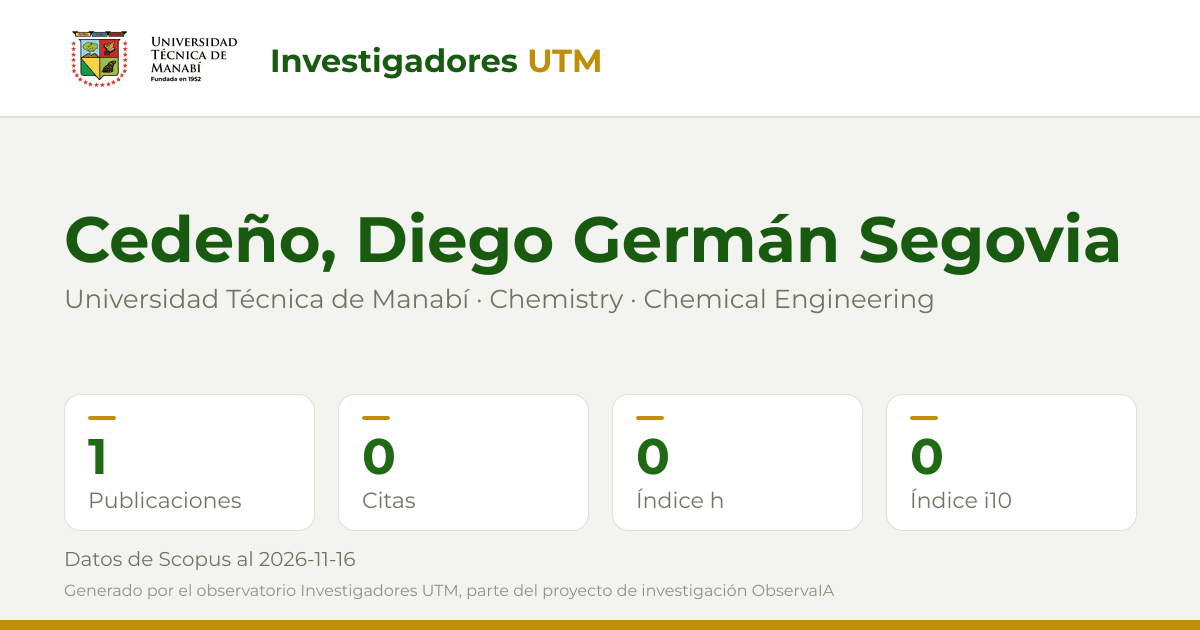 UNIVERSIDAD
TÉCNICA DE
MANABÍ
Fundada en 1952
Investigadores UTM
Cedeño, Diego Germán Segovia
Universidad Técnica de Manabí · Chemistry · Chemical Engineering
1
Publicaciones
0
Citas
0
Índice h
0
Índice i10
Datos de Scopus al 2026-11-16
Generado por el observatorio Investigadores UTM, parte del proyecto de investigación ObservaIA